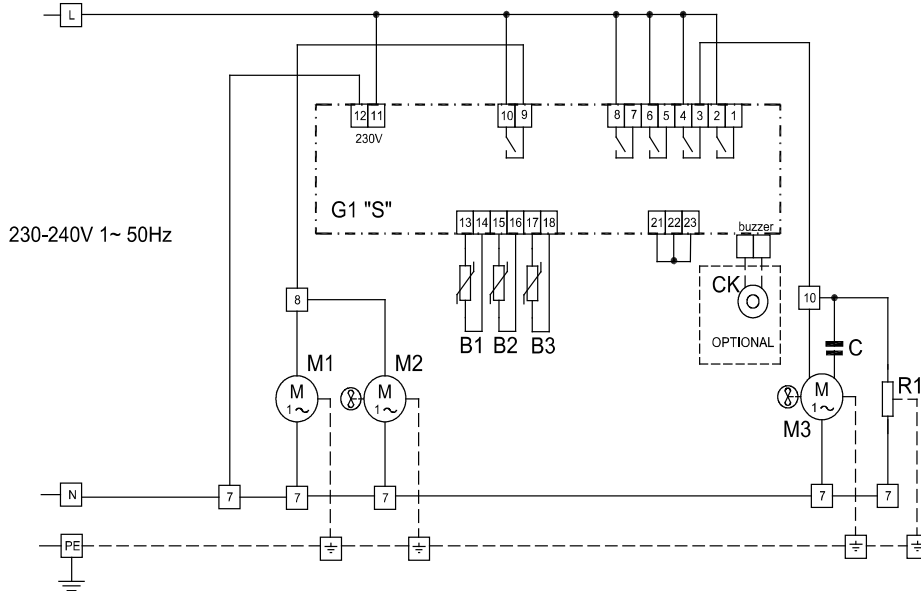 L
12 11 10 9 8 7 6 5 4 3 2 1
230V
G1 "S"
13 14 15 16 17 18 21 22 23 buzzer
230-240V 1~ 50Hz
CK
OPTIONAL
8
10
B1 B2 B3
C
M1 M2
R1
M 1~ M 1~ M 1~
M3
N 7 7 7 7 7
PE